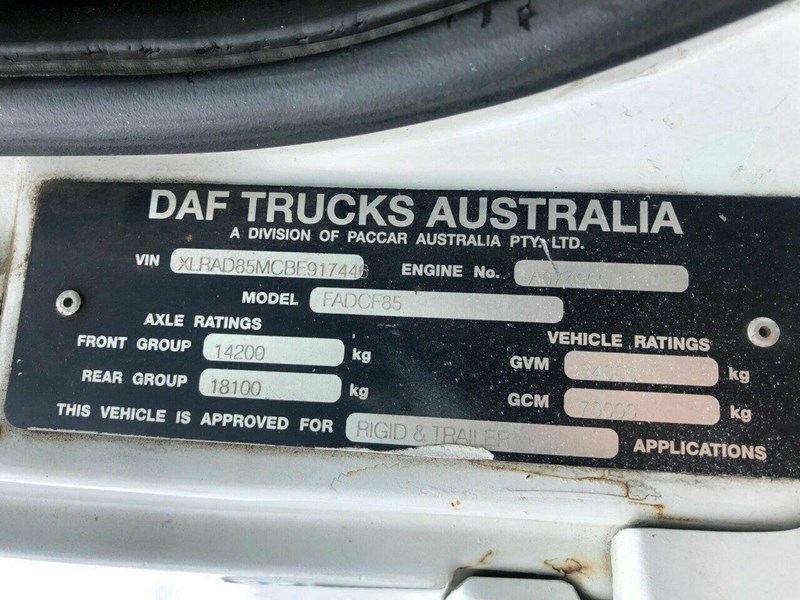 DAF TRUCKS AUSTRALIA
A DIVISION OF PACCAR AUSTRALIA PTY. LTD.
VIN XLRAD85MCBE917446 ENGINE No.
MODEL FADCF85
AXLE RATINGS VEHICLE RATINGS
FRONT GROUP 14200 kg GVM kg
REAR GROUP 18100 kg GCM 70000 kg
THIS VEHICLE IS APPROVED FOR RIGID & TRAILER APPLICATIONS